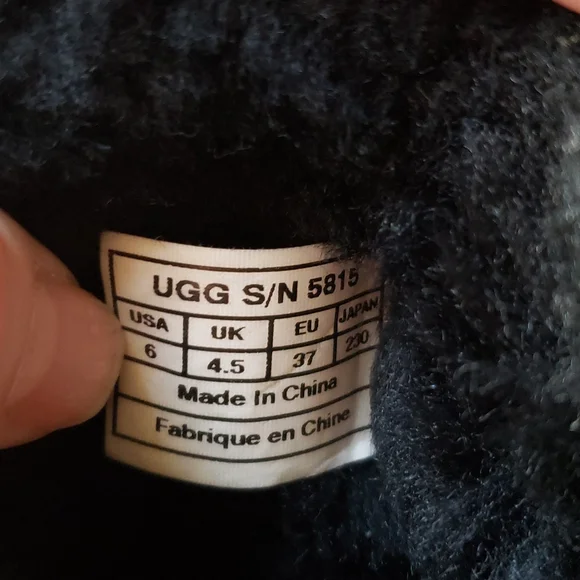 UGG S/N 5815
USA UK EU JAPAN
6 4.5 37 230
Made In China
Fabrique en Chine